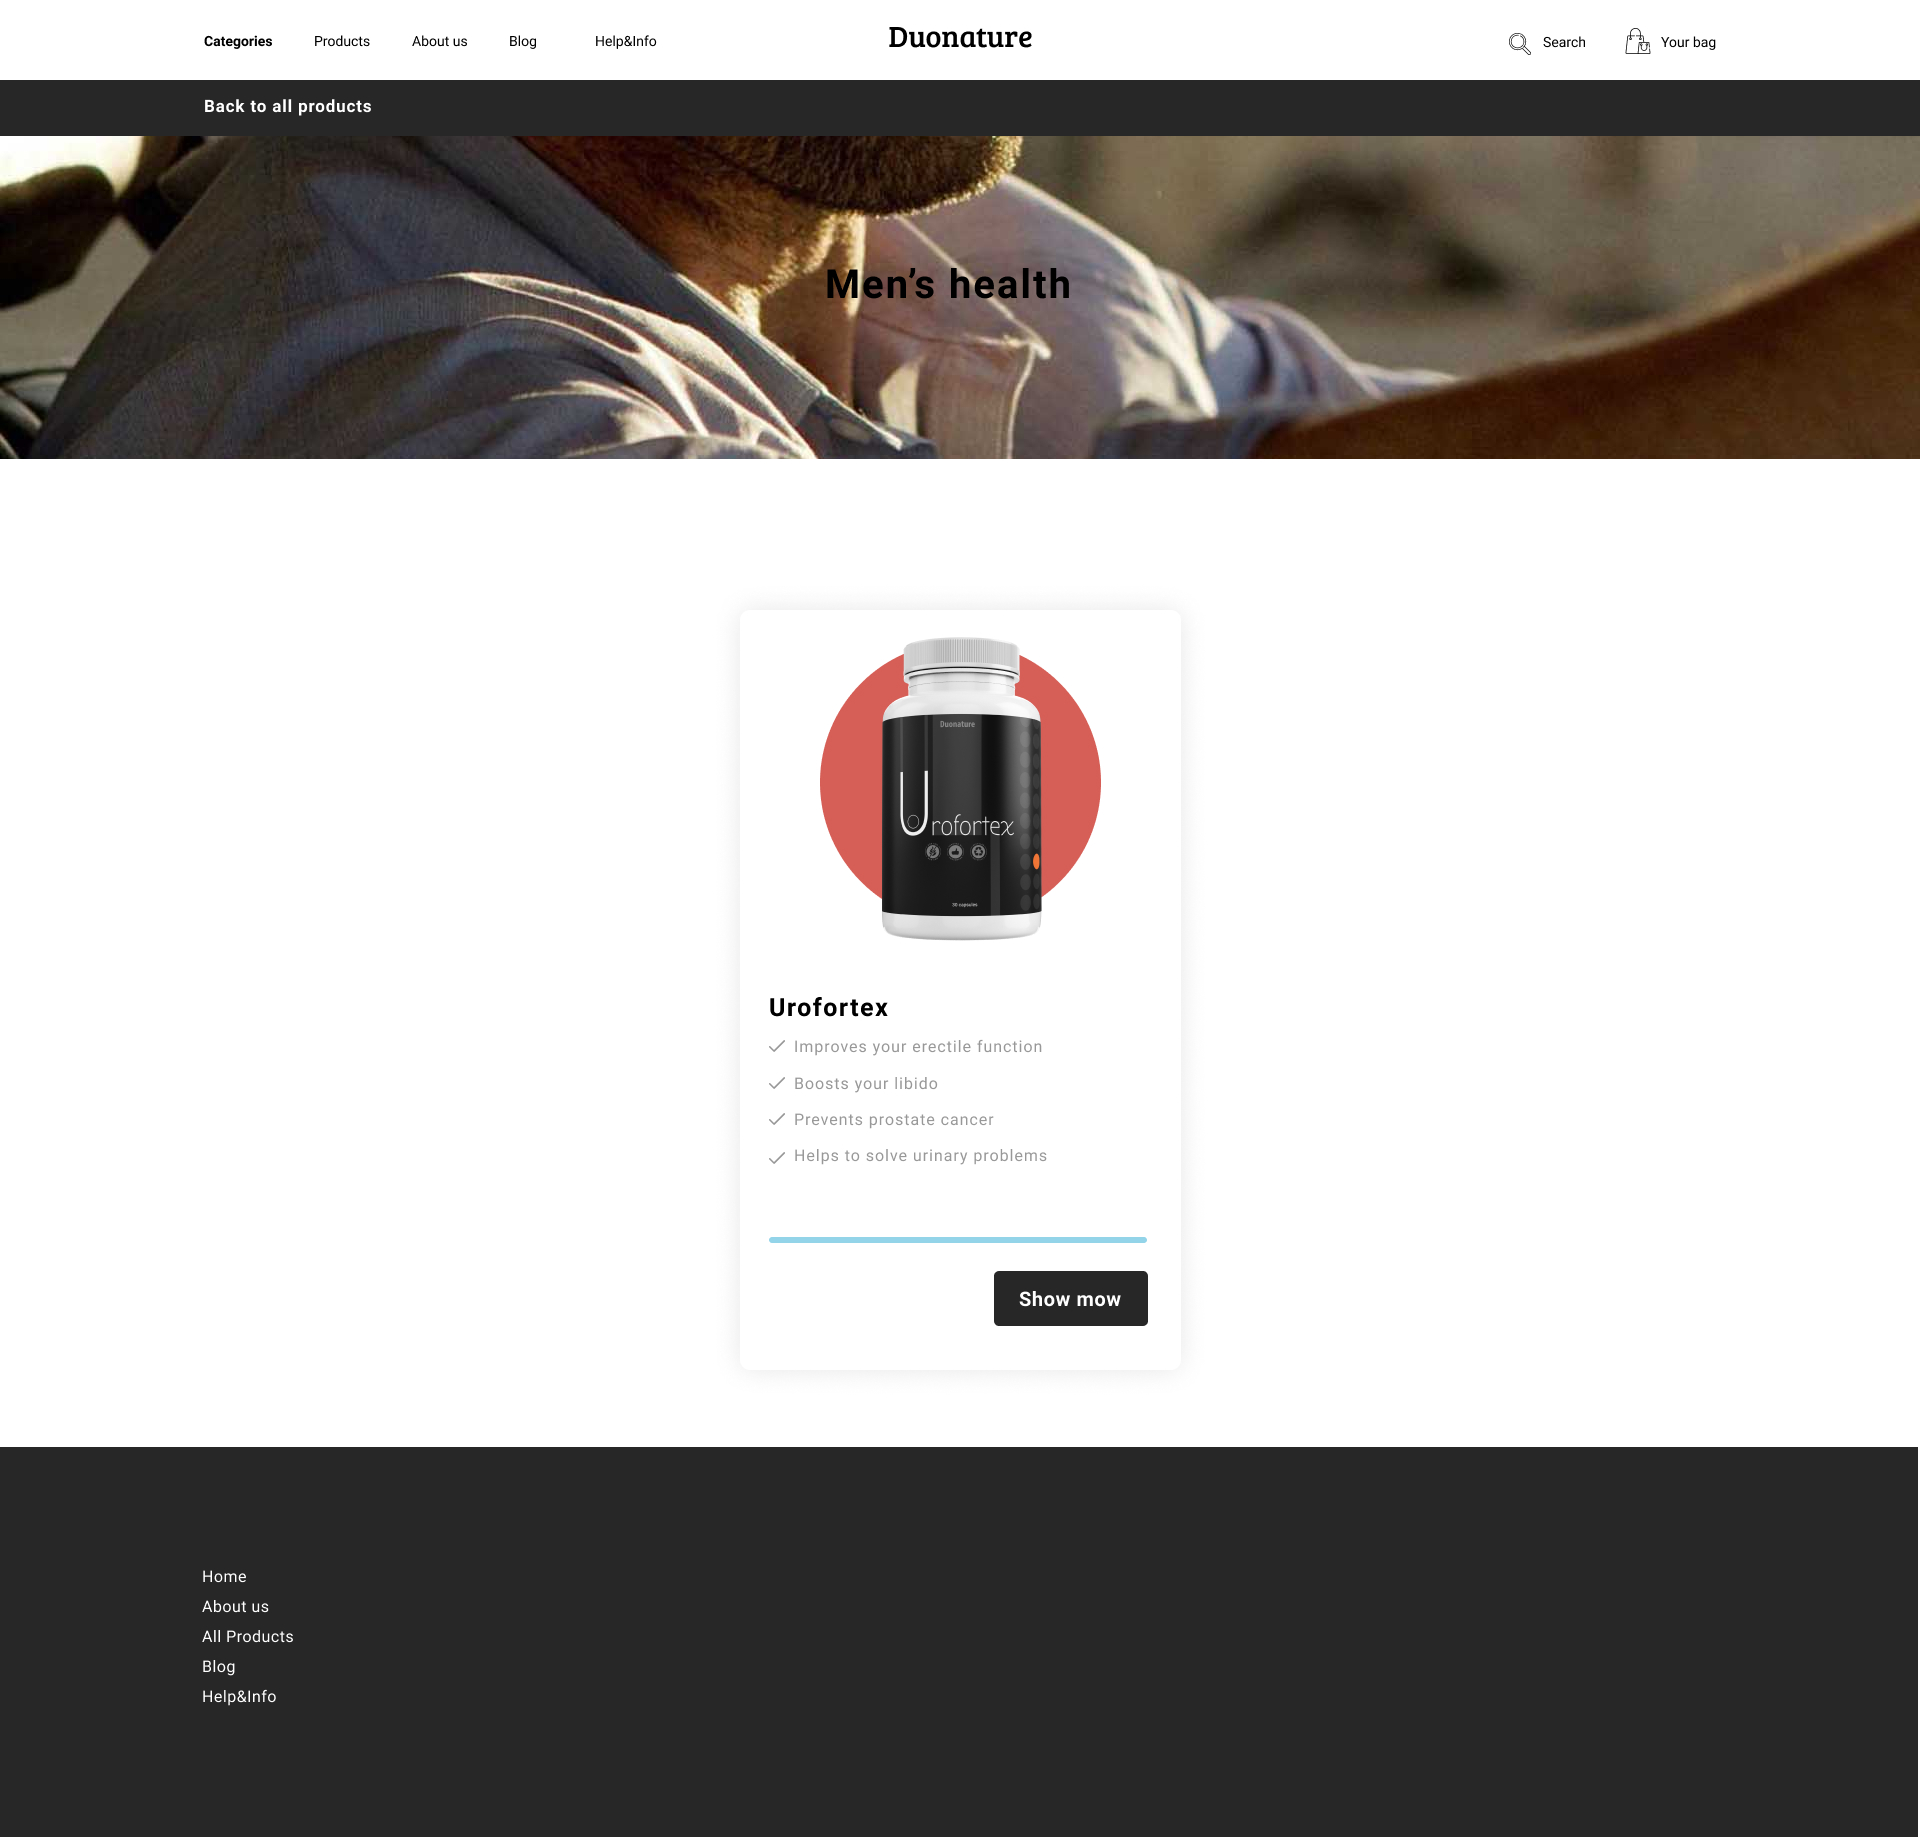 Categories Products About us Blog Help&Info Duonature Search Your bag
Back to all products
Men’s health
Duonature
Urofortex
30 capsules
Urofortex
Improves your erectile function
Boosts your libido
Prevents prostate cancer
Helps to solve urinary problems
Show mow
Home
About us
All Products
Blog
Help&Info